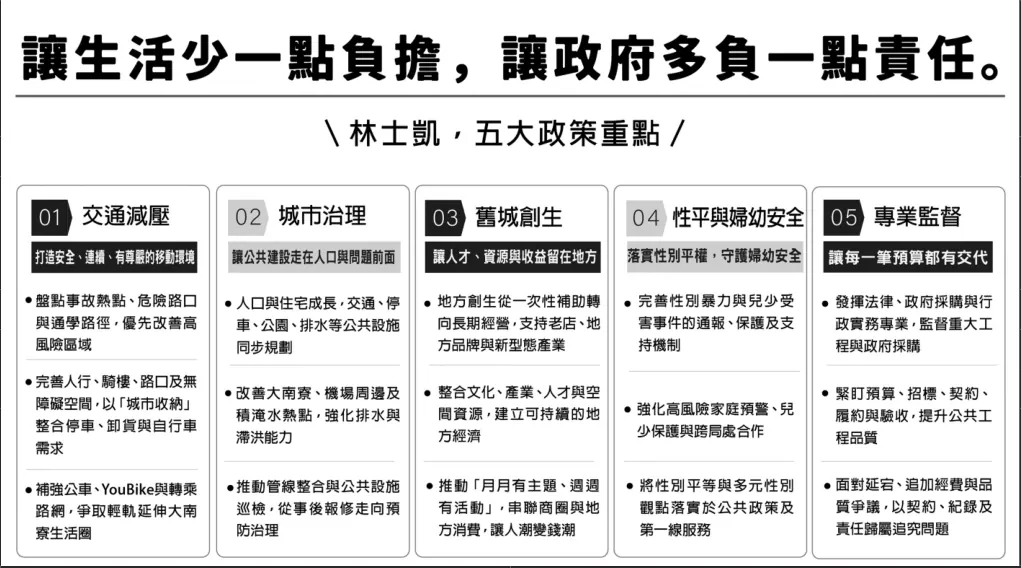 讓生活少一點負擔，讓政府多負一點責任。
\ 林士凱，五大政策重點 /
01 交通減壓
打造安全、連續、有尊嚴的移動環境
●盤點事故熱點、危險路口
與通學路徑，優先改善高
風險區域
●完善人行、騎樓、路口及無
障礙空間，以「城市收納」
整合停車、卸貨與自行車
需求
●補強公車、YouBike與轉乘
路網，爭取輕軌延伸大南
寮生活圈
02 城市治理
讓公共建設走在人口與問題前面
●人口與住宅成長，交通、停
車、公園、排水等公共設施
同步規劃
●改善大南寮、機場周邊及
積淹水熱點，強化排水與
滯洪能力
●推動管線整合與公共設施
巡檢，從事後報修走向預
防治理
03 舊城創生
讓人才、資源與收益留在地方
●地方創生從一次性補助轉
向長期經營，支持老店、地
方品牌與新型態產業
●整合文化、產業、人才與空
間資源，建立可持續的地
方經濟
●推動「月月有主題、週週
有活動」，串聯商圈與地
方消費，讓人潮變錢潮
04 性平與婦幼安全
落實性別平權，守護婦幼安全
●完善性別暴力與兒少受
害事件的通報、保護及支
持機制
●強化高風險家庭預警、兒
少保護與跨局處合作
●將性別平等與多元性別
觀點落實於公共政策及
第一線服務
05 專業監督
讓每一筆預算都有交代
●發揮法律、政府採購與行
政實務專業，監督重大工
程與政府採購
●緊盯預算、招標、契約、
履約與驗收，提升公共工
程品質
●面對延宕、追加經費與品
質爭議，以契約、紀錄及
責任歸屬追究問題